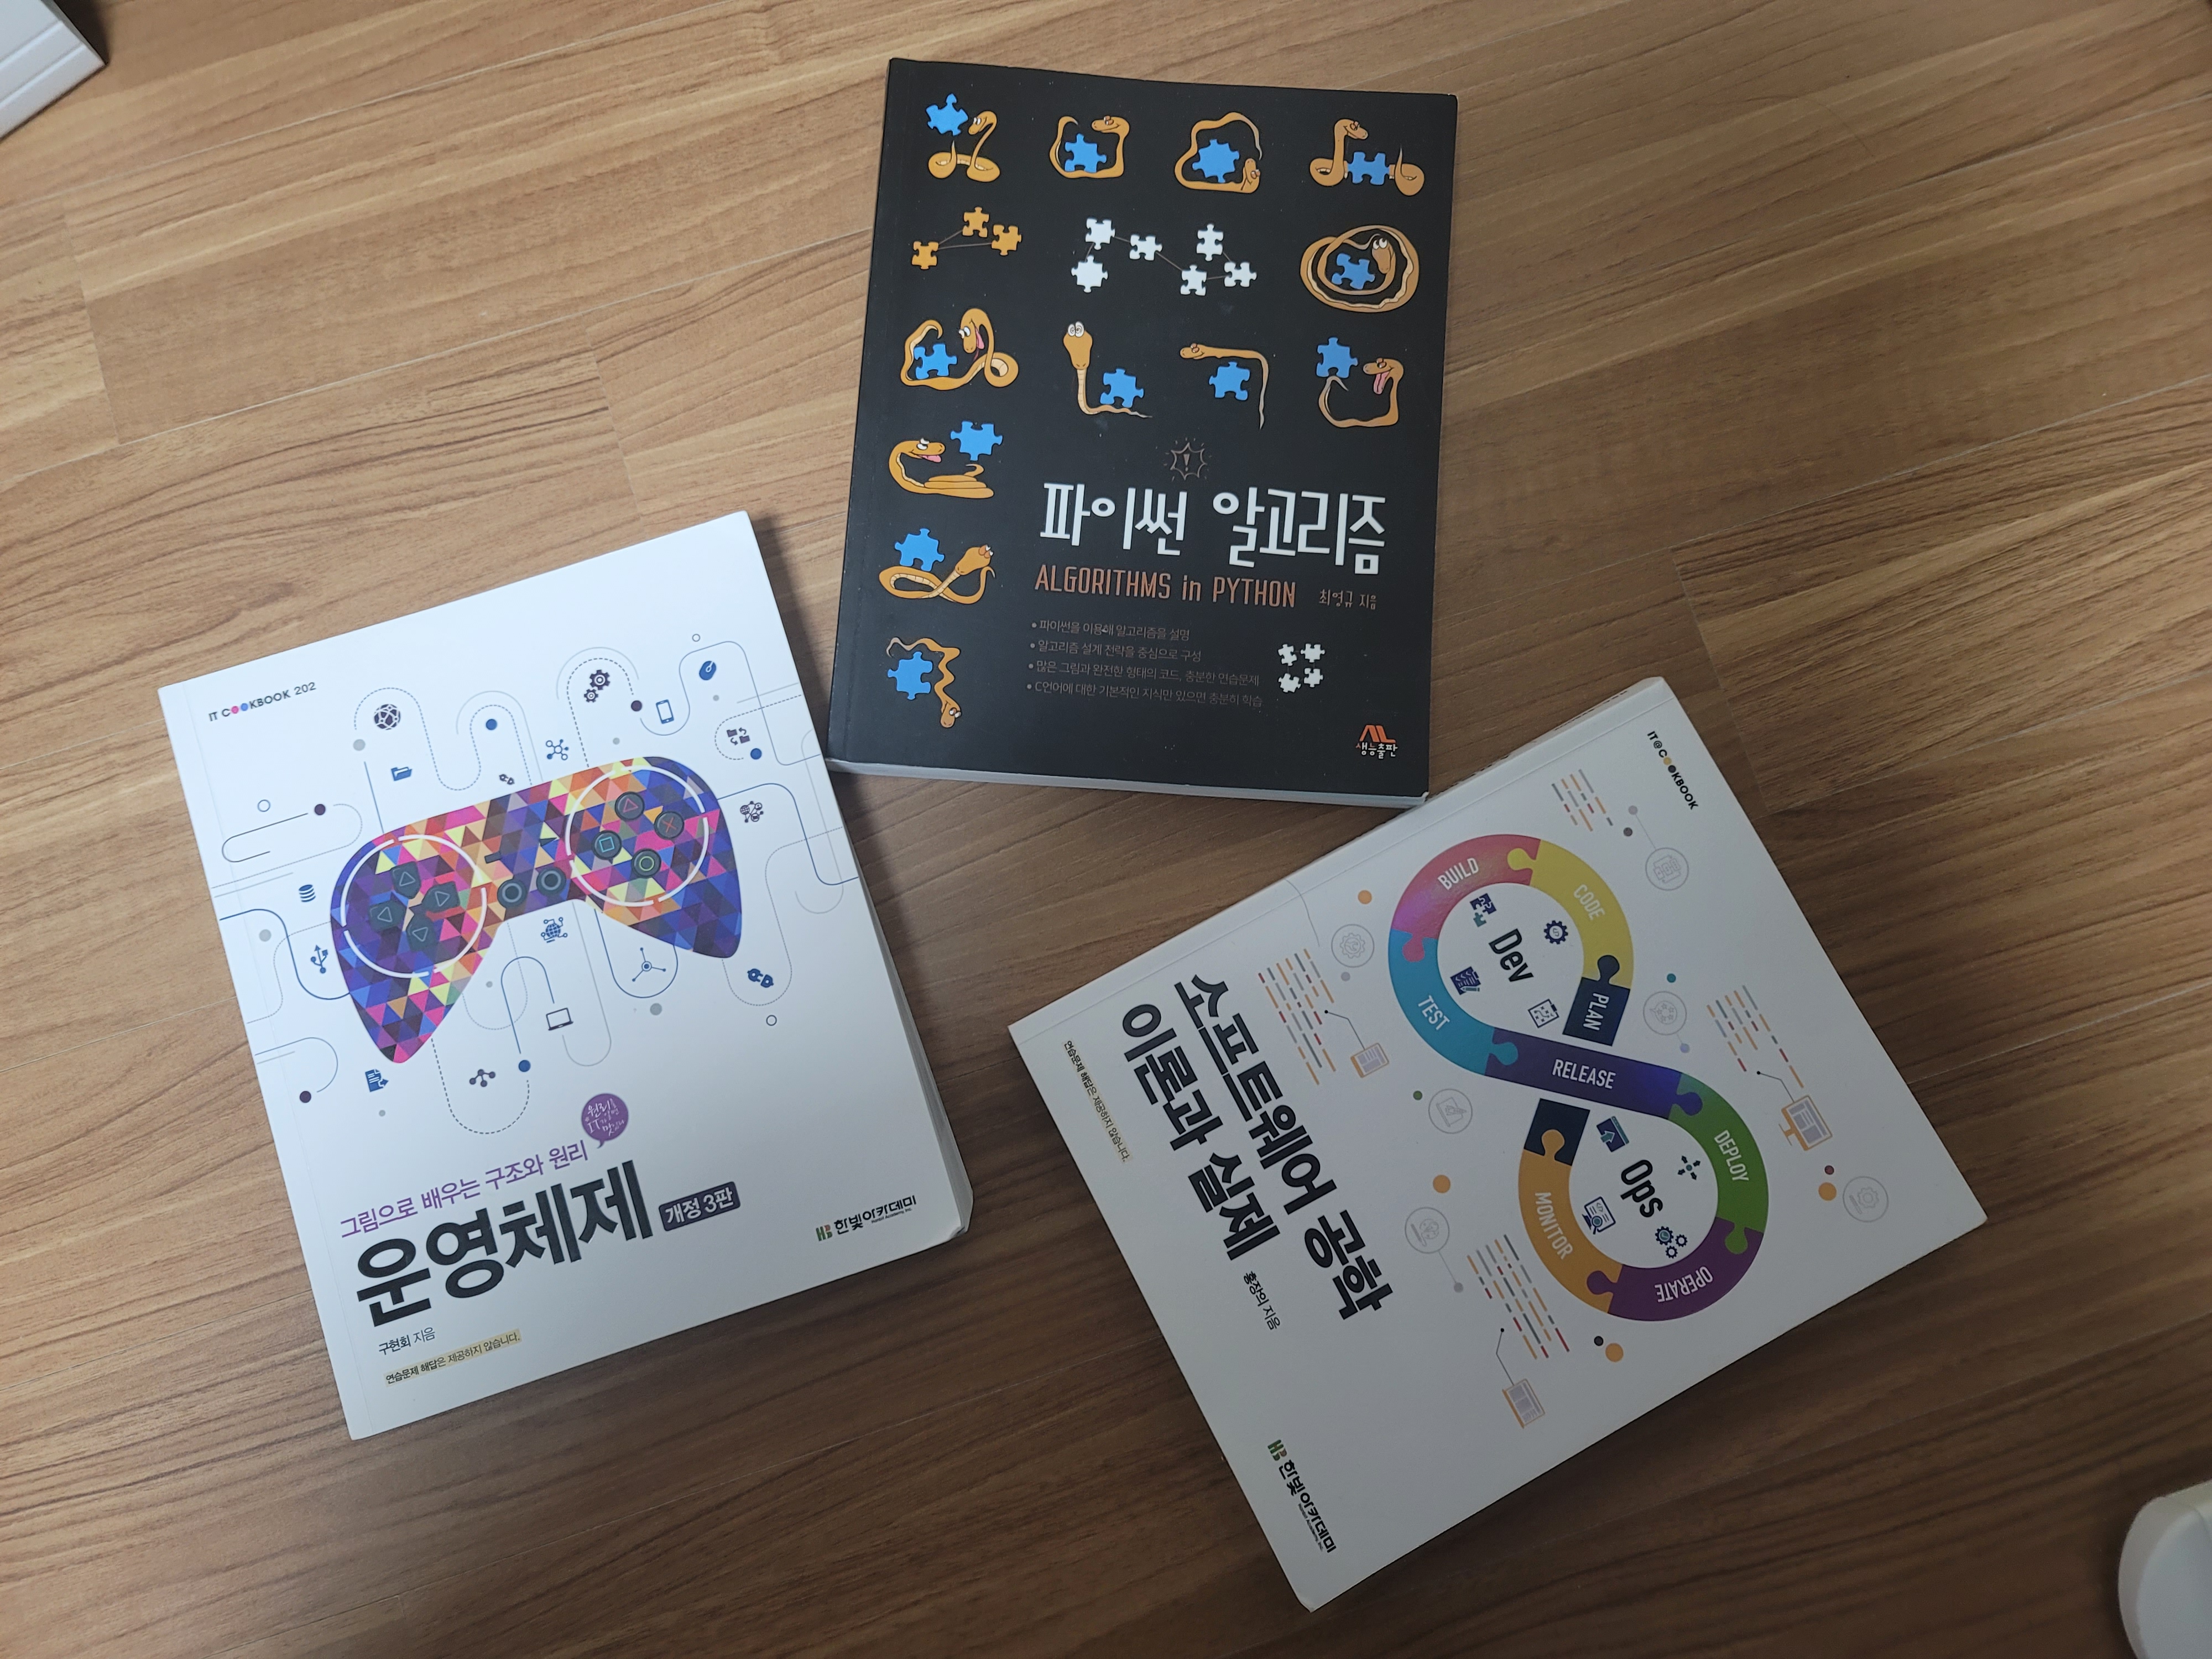 파이썬 알고리즘
ALGORITHMS in PYTHON 최영규 지음
• 파이썬을 이용해 알고리즘을 설명
• 알고리즘 설계 전략을 중심으로 구성
• 많은 그림과 완전한 형태의 코드, 충분한 연습문제
• C언어에 대한 기본적인 지식만 있으면 충분히 학습
생능출판
IT COOKBOOK 202
그림으로 배우는 구조와 원리
운영체제
개정 3판
구현회 지음
연습문제 해답은 제공하지 않습니다.
한빛아카데미
Hanbit Academy, Inc.
IT@COOKBOOK
BUILD
CODE
Dev
TEST
PLAN
RELEASE
DEPLOY
Ops
MONITOR
OPERATE
소프트웨어 공학
이론과 실제
홍장의 지음
연습문제 해답은 제공하지 않습니다.
한빛아카데미
Hanbit Academy, Inc.